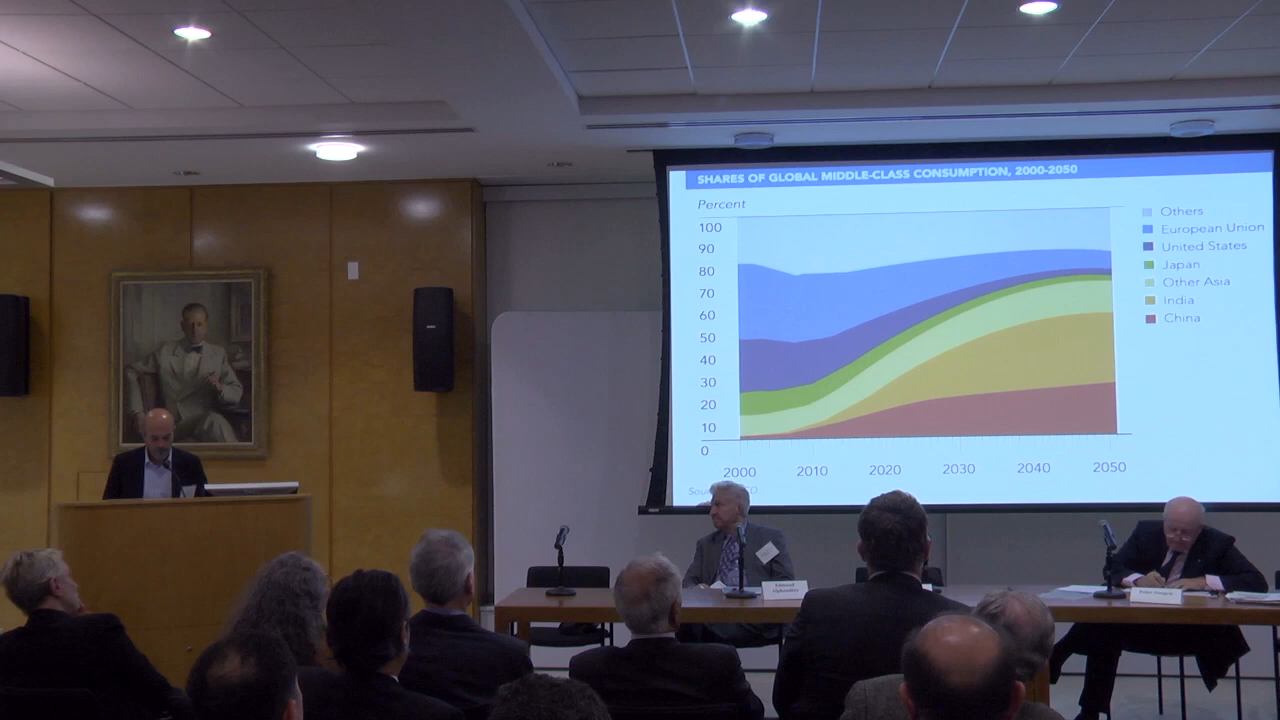 SHARES OF GLOBAL MIDDLE-CLASS CONSUMPTION, 2000-2050
Percent
100
90
80
70
60
50
40
30
20
10
0
2000 2010 2020 2030 2040 2050
Others
European Union
United States
Japan
Other Asia
India
China
Edmund